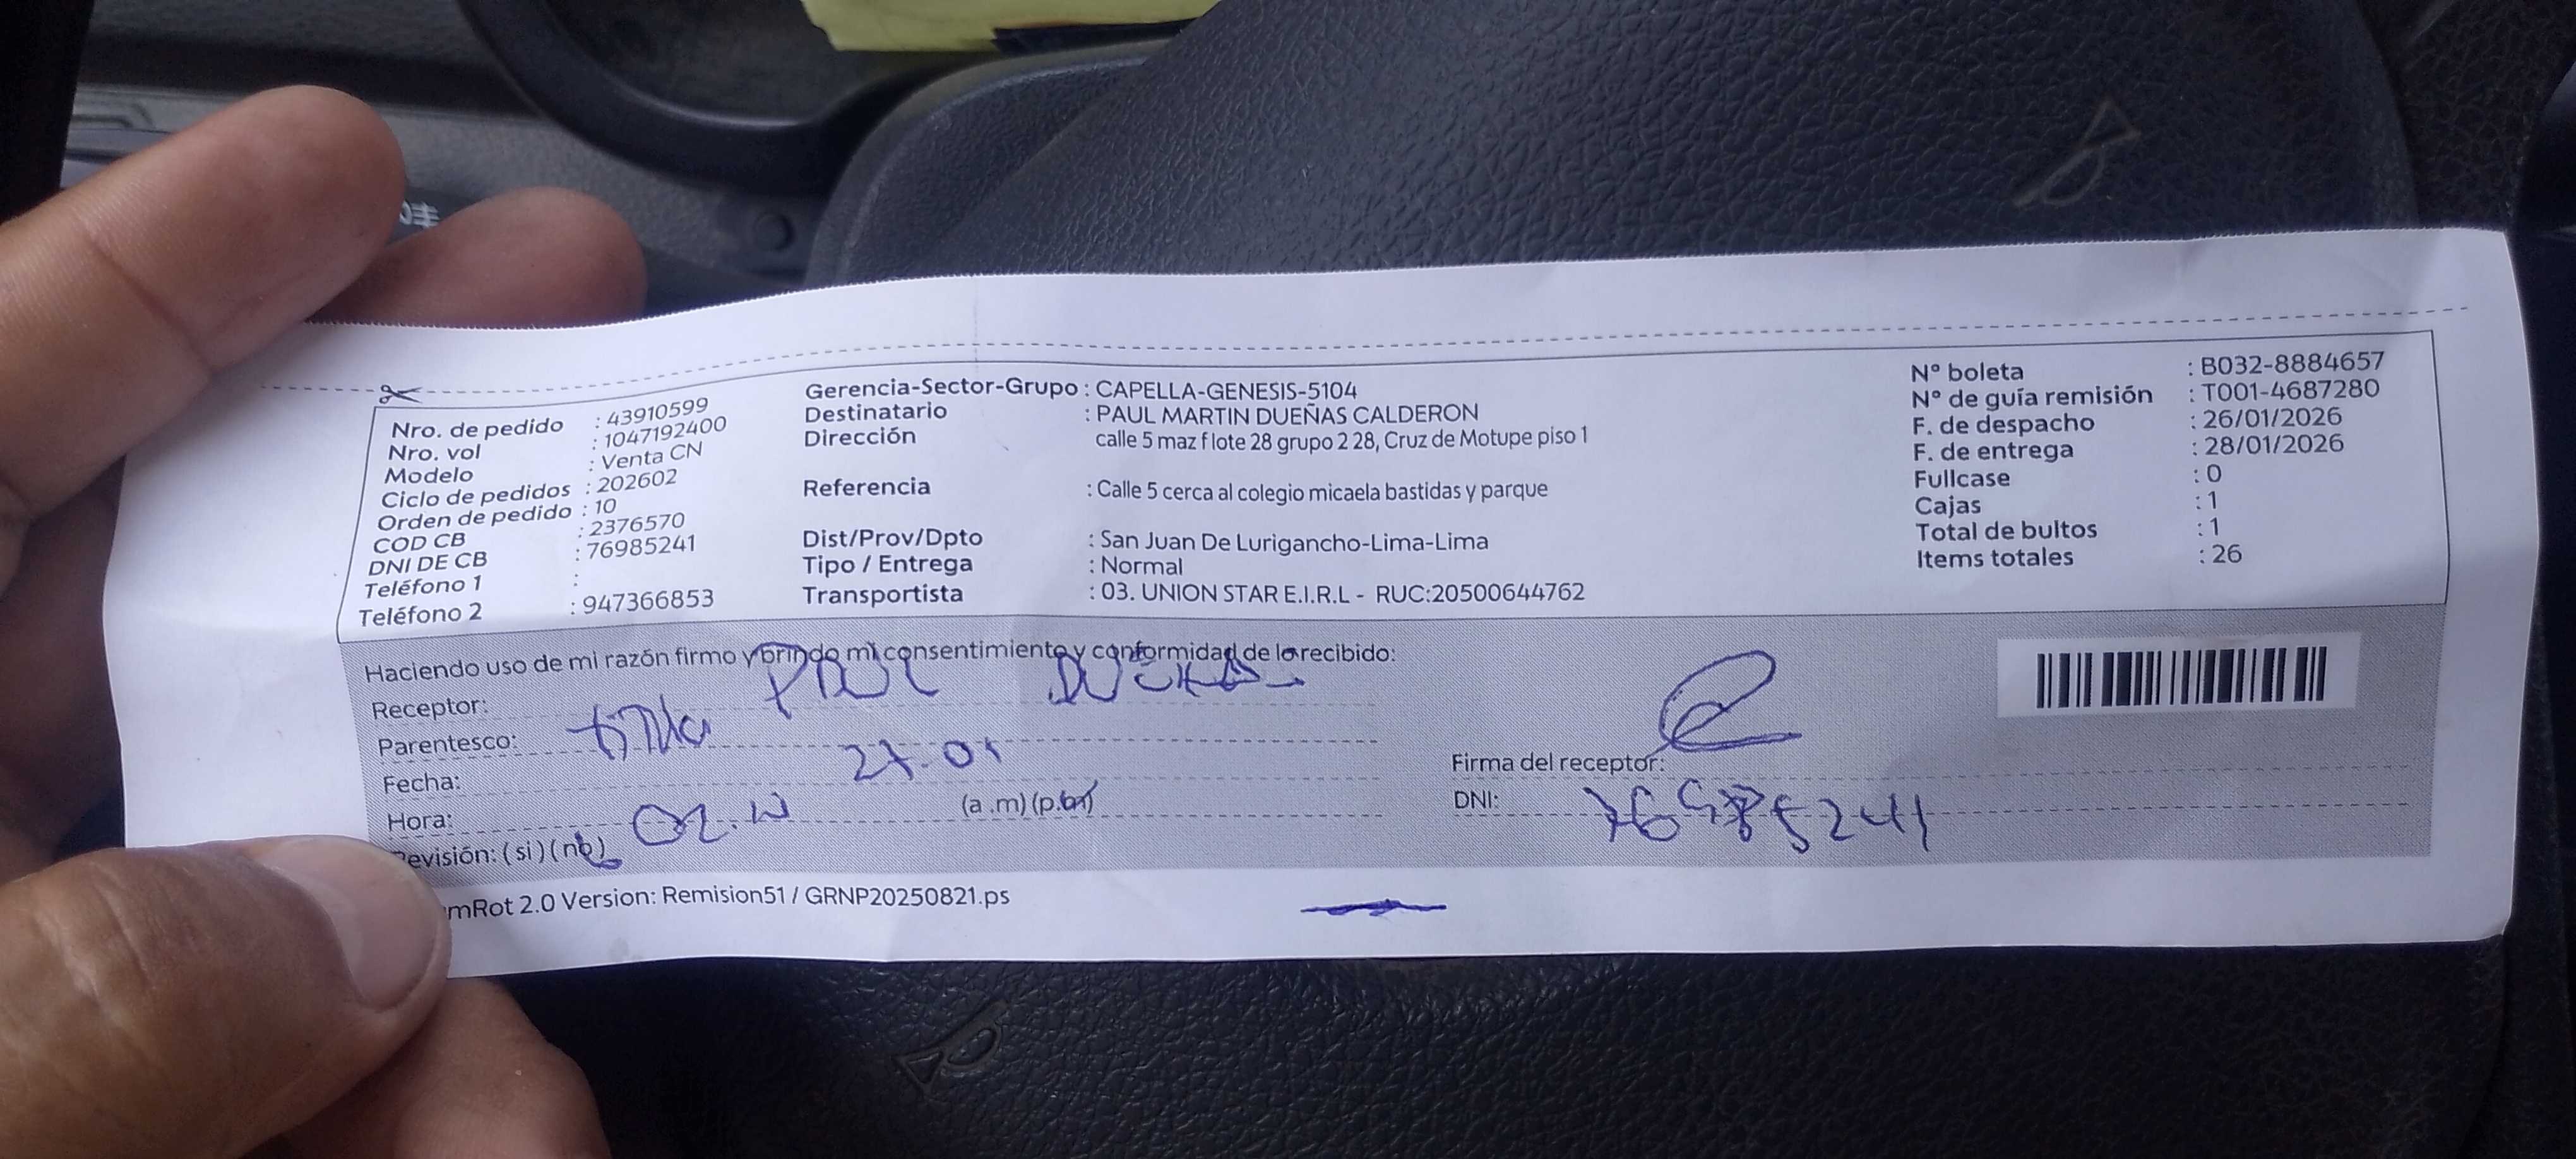 Nro. de pedido : 43910599
Nro. vol : 1047192400
Modelo : Venta CN
Ciclo de pedidos : 202602
Orden de pedido : 10
COD CB : 2376570
DNI DE CB : 76985241
Teléfono 1 :
Teléfono 2 : 947366853
Gerencia-Sector-Grupo : CAPELLA-GENESIS-5104
Destinatario : PAUL MARTIN DUEÑAS CALDERON
Dirección calle 5 maz f lote 28 grupo 2 28, Cruz de Motupe piso 1
Referencia : Calle 5 cerca al colegio micaela bastidas y parque
Dist/Prov/Dpto : San Juan De Lurigancho-Lima-Lima
Tipo / Entrega : Normal
Transportista : 03. UNION STAR E.I.R.L - RUC:20500644762
N° boleta : B032-8884657
N° de guía remisión : T001-4687280
F. de despacho : 26/01/2026
F. de entrega : 28/01/2026
Fullcase : 0
Cajas : 1
Total de bultos : 1
Items totales : 26
Haciendo uso de mi razón firmo y brindo mi consentimiento y conformidad de lo recibido:
Receptor:
Parentesco:
Fecha: 27-01
Hora: (a.m) (p.m)
evisión: (si) (no)
Firma del receptor:
DNI: 76985241
mRot 2.0 Version: Remision51 / GRNP20250821.ps